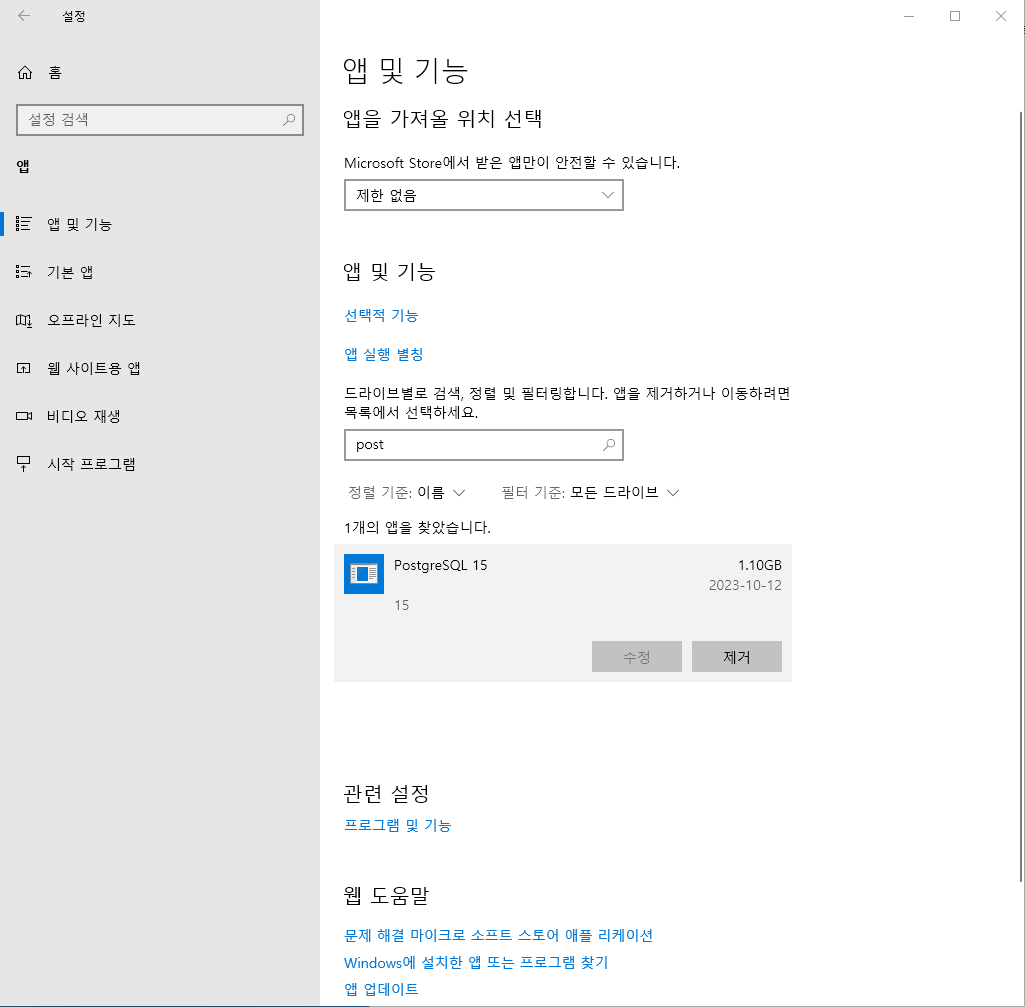 설정
홈
설정 검색
앱
앱 및 기능
기본 앱
오프라인 지도
웹 사이트용 앱
비디오 재생
시작 프로그램
앱 및 기능
앱을 가져올 위치 선택
Microsoft Store에서 받은 앱만이 안전할 수 있습니다.
제한 없음
앱 및 기능
선택적 기능
앱 실행 별칭
드라이브별로 검색, 정렬 및 필터링합니다. 앱을 제거하거나 이동하려면
목록에서 선택하세요.
post
정렬 기준: 이름 필터 기준: 모든 드라이브
1개의 앱을 찾았습니다.
PostgreSQL 15 1.10GB
2023-10-12
15
수정 제거
관련 설정
프로그램 및 기능
웹 도움말
문제 해결 마이크로 소프트 스토어 애플 리케이션
Windows에 설치한 앱 또는 프로그램 찾기
앱 업데이트